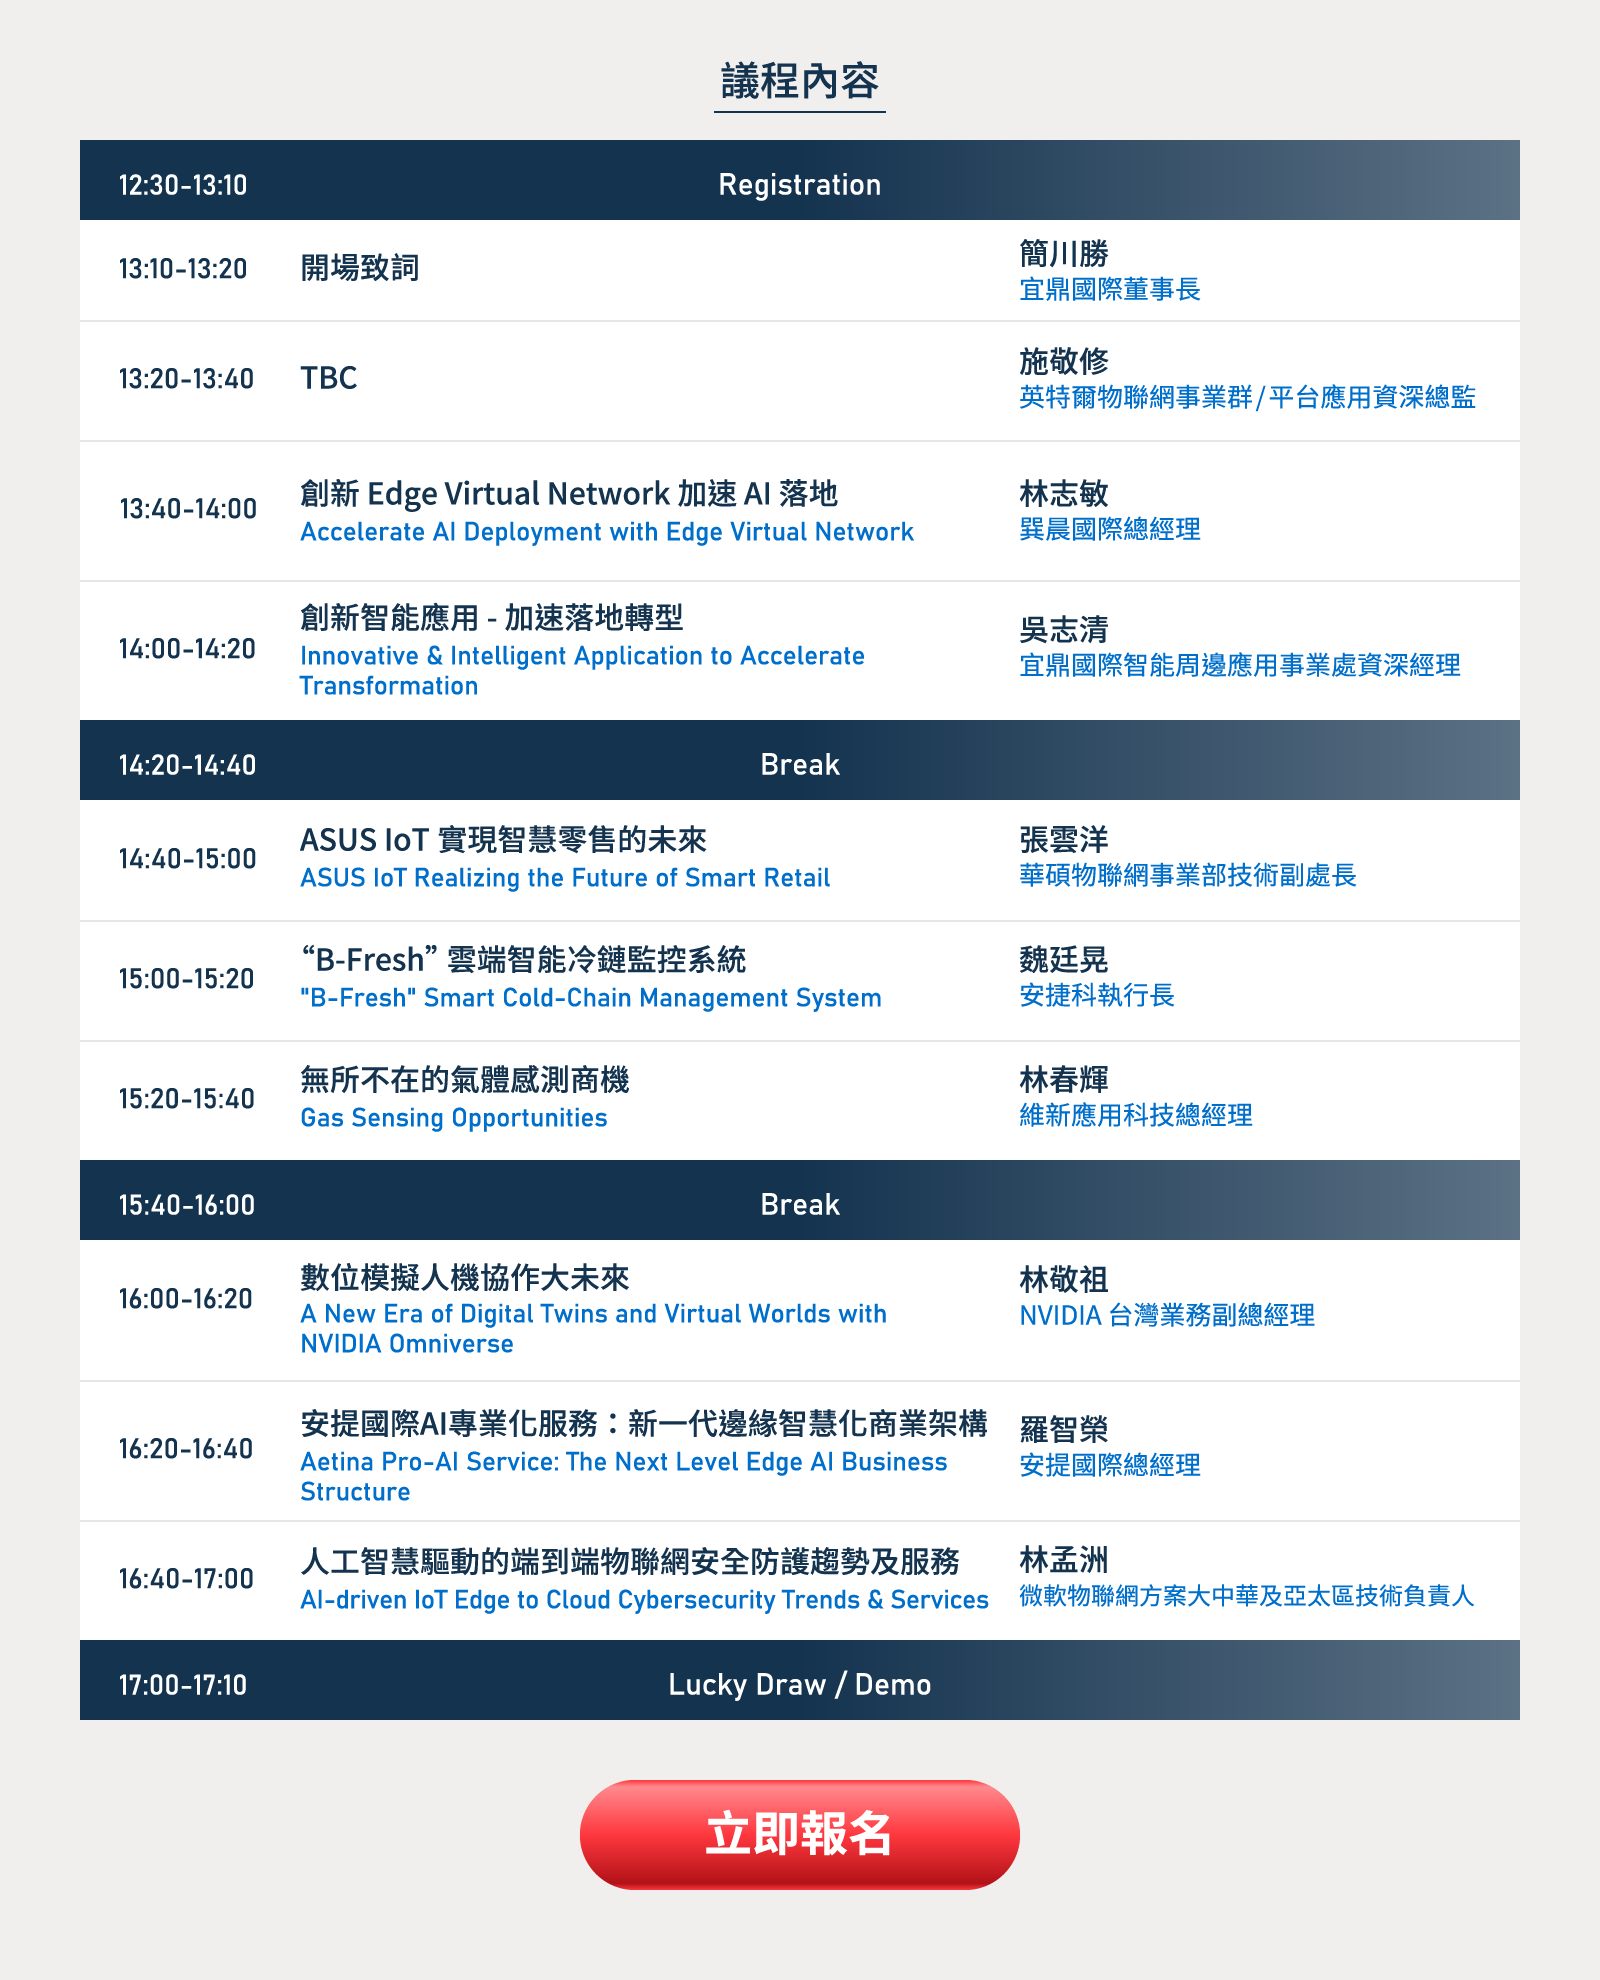 議程內容
12:30-13:10 Registration
13:10-13:20 開場致詞 簡川勝
宜鼎國際董事長
13:20-13:40 TBC 施敬修
英特爾物聯網事業群/平台應用資深總監
13:40-14:00 創新 Edge Virtual Network 加速 AI 落地 林志敏
Accelerate AI Deployment with Edge Virtual Network 巽晨國際總經理
14:00-14:20 創新智能應用 - 加速落地轉型 吳志清
Innovative & Intelligent Application to Accelerate 宜鼎國際智能周邊應用事業處資深經理
Transformation
14:20-14:40 Break
14:40-15:00 ASUS IoT 實現智慧零售的未來 張雲洋
ASUS IoT Realizing the Future of Smart Retail 華碩物聯網事業部技術副處長
15:00-15:20 “B-Fresh” 雲端智能冷鏈監控系統 魏廷晃
"B-Fresh" Smart Cold-Chain Management System 安捷科執行長
15:20-15:40 無所不在的氣體感測商機 林春輝
Gas Sensing Opportunities 維新應用科技總經理
15:40-16:00 Break
16:00-16:20 數位模擬人機協作大未來 林敬祖
A New Era of Digital Twins and Virtual Worlds with NVIDIA 台灣業務副總經理
NVIDIA Omniverse
16:20-16:40 安提國際AI專業化服務：新一代邊緣智慧化商業架構 羅智榮
Aetina Pro-AI Service: The Next Level Edge AI Business 安提國際總經理
Structure
16:40-17:00 人工智慧驅動的端到端物聯網安全防護趨勢及服務 林孟洲
AI-driven IoT Edge to Cloud Cybersecurity Trends & Services 微軟物聯網方案大中華及亞太區技術負責人
17:00-17:10 Lucky Draw / Demo
立即報名